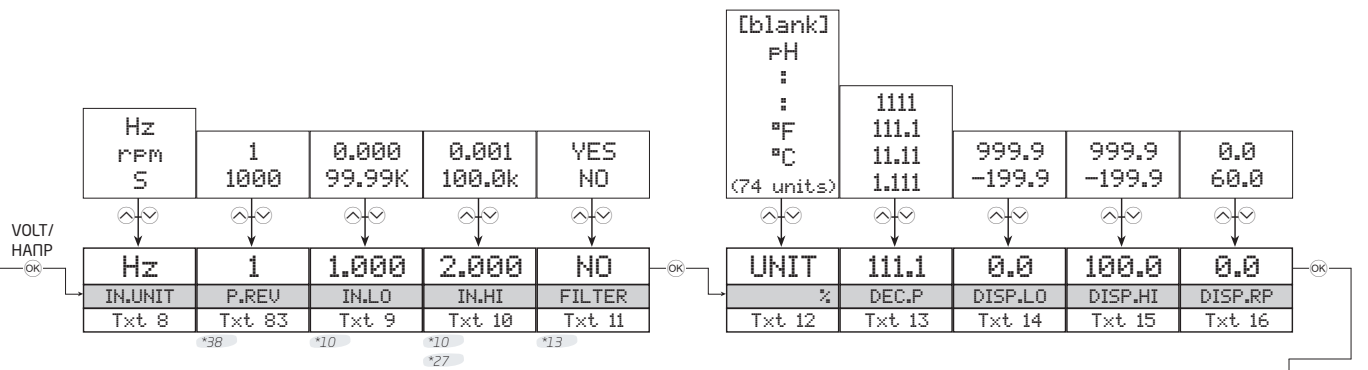 [blank]
pH
:
:
°F
°C
(74 units)
Hz
rpm
S
1
1000
0.000
99.99K
0.001
100.0k
YES
NO
1111
111.1
11.11
1.111
999.9
-199.9
999.9
-199.9
0.0
60.0
VOLT/
НАПР
OK
Hz
1
1.000
2.000
NO
OK
UNIT
111.1
0.0
100.0
0.0
OK
IN.UNIT
P.REV
IN.LO
IN.HI
FILTER
%
DEC.P
DISP.LO
DISP.HI
DISP.RP
Txt 8
Txt 83
Txt 9
Txt 10
Txt 11
Txt 12
Txt 13
Txt 14
Txt 15
Txt 16
*38
*10
*10
*13
*27